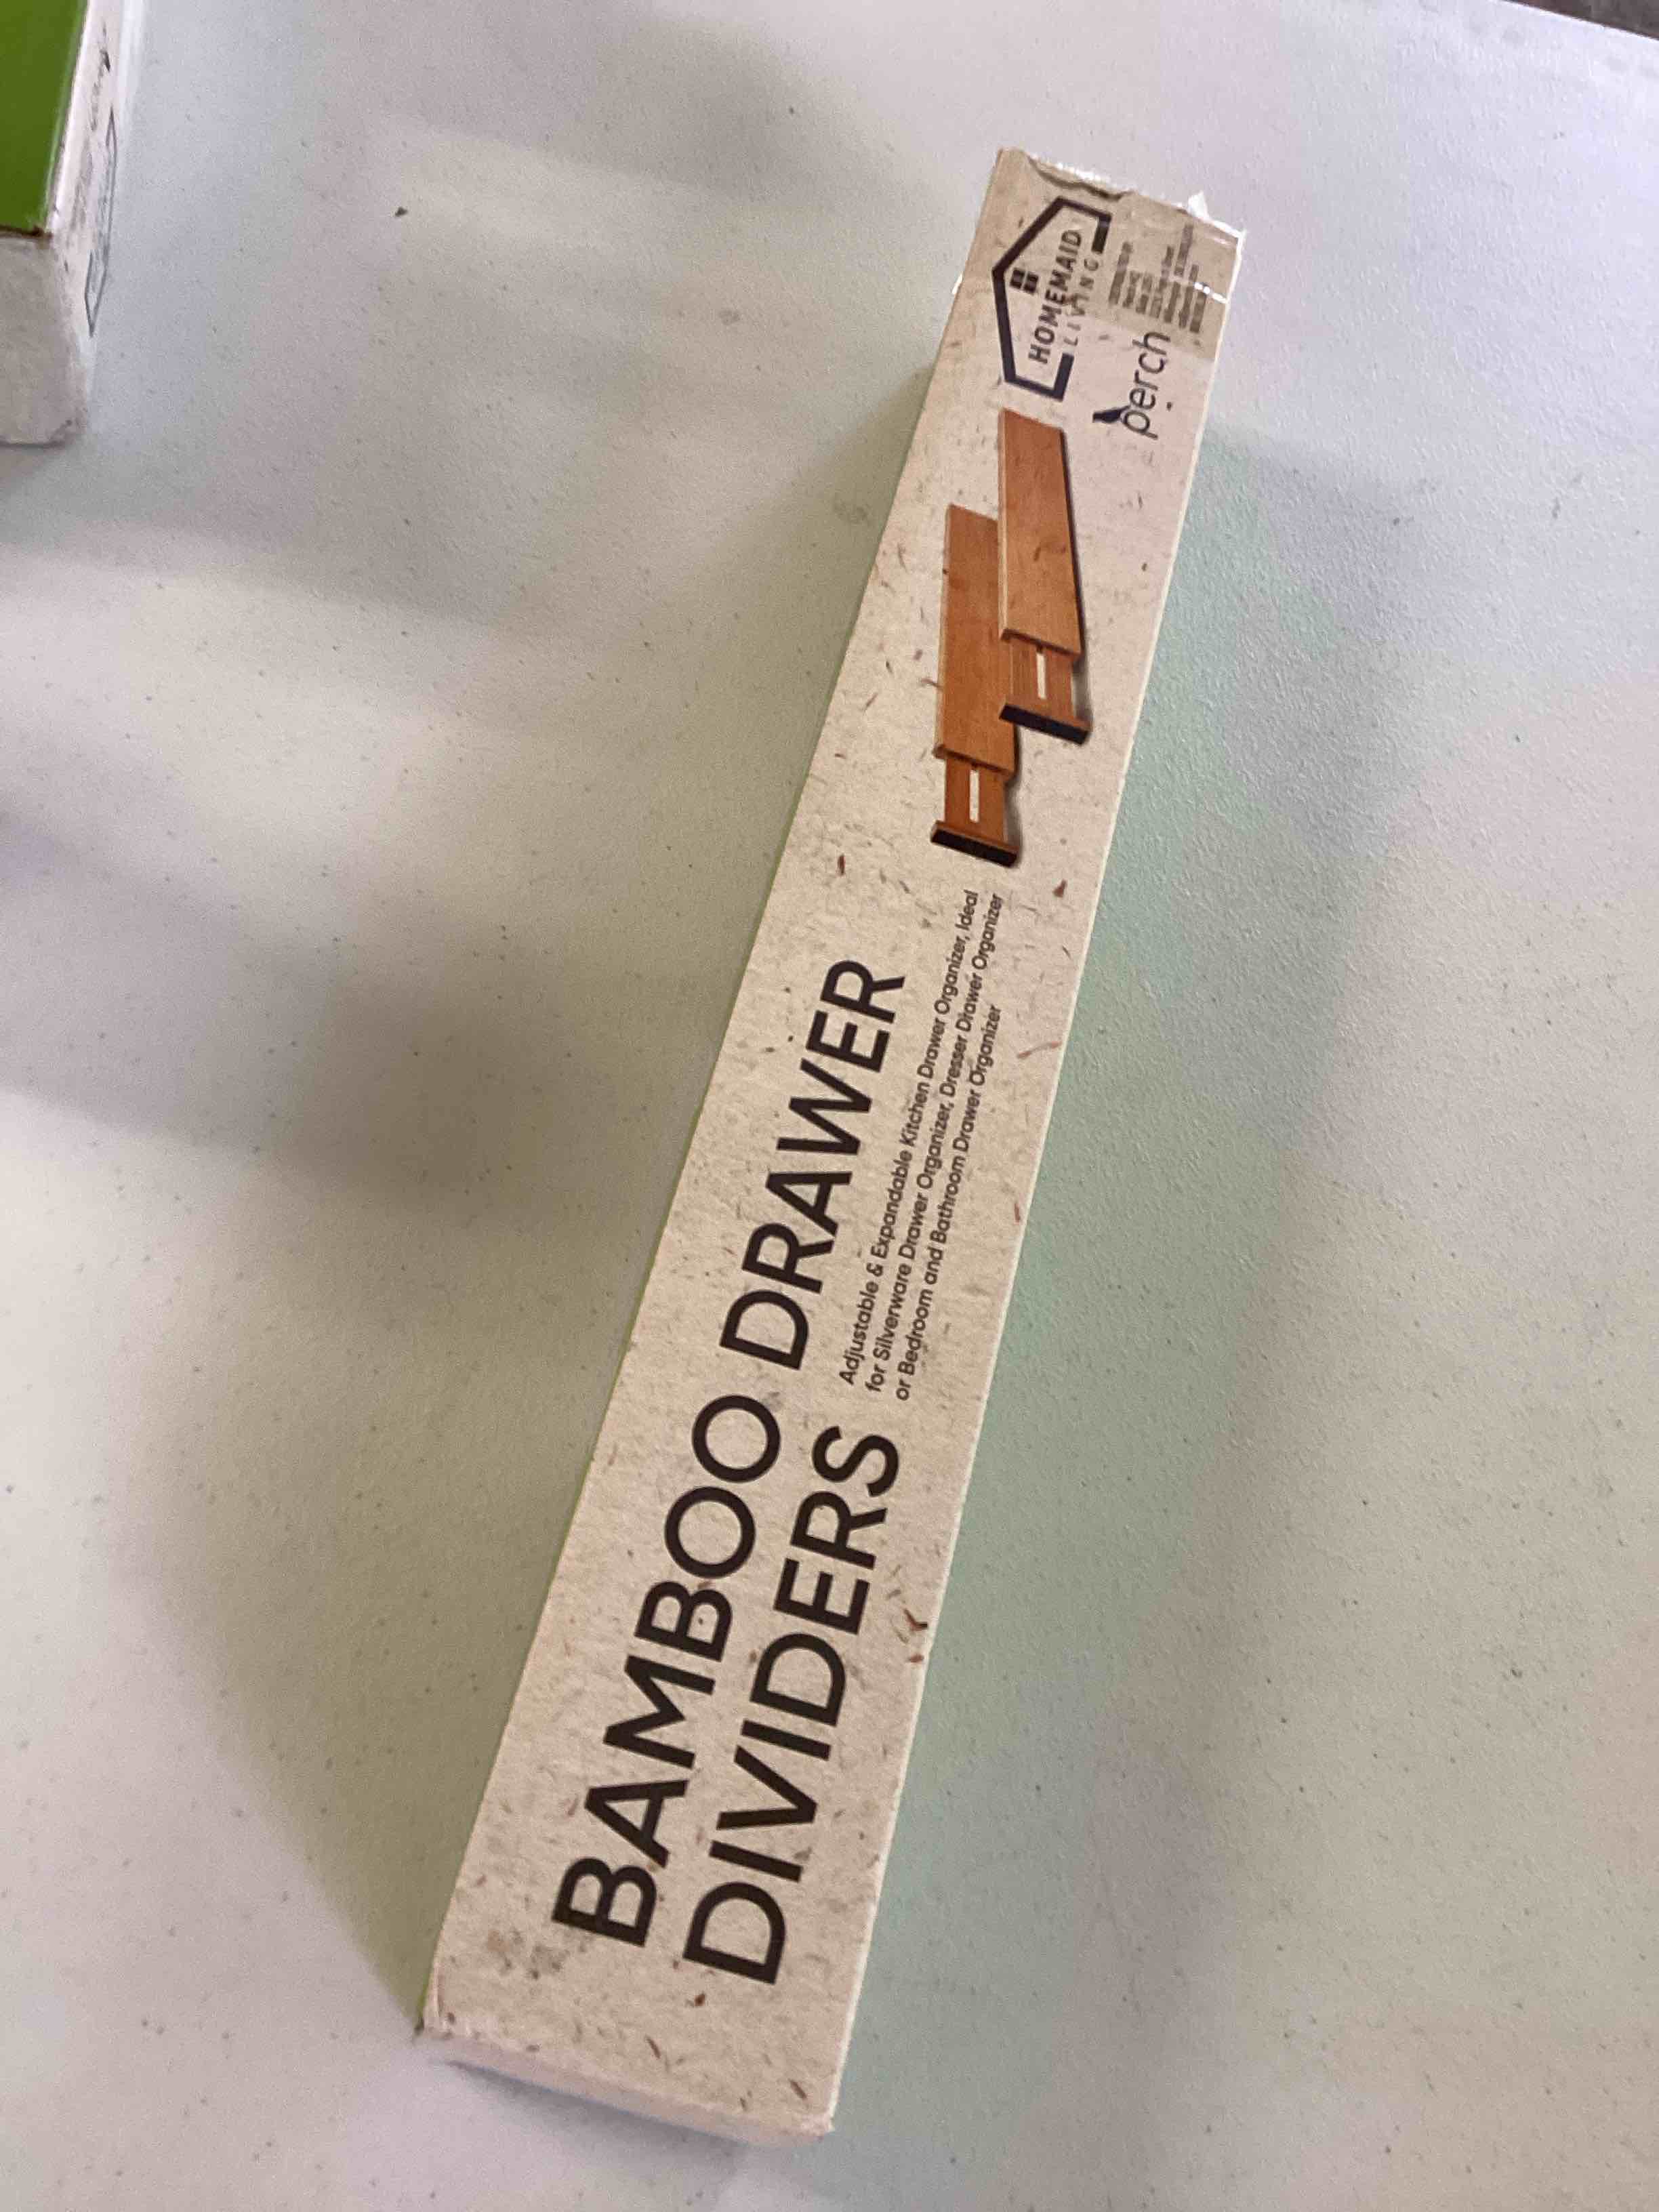 BAMBOO DRAWER
DIVIDERS
Adjustable & Expandable Kitchen Drawer Organizer, Ideal
for Silverware Drawer Organizer, Dresser Drawer Organizer
or Bedroom and Bathroom Drawer Organizer
HOMEMAID
LIVING
perch